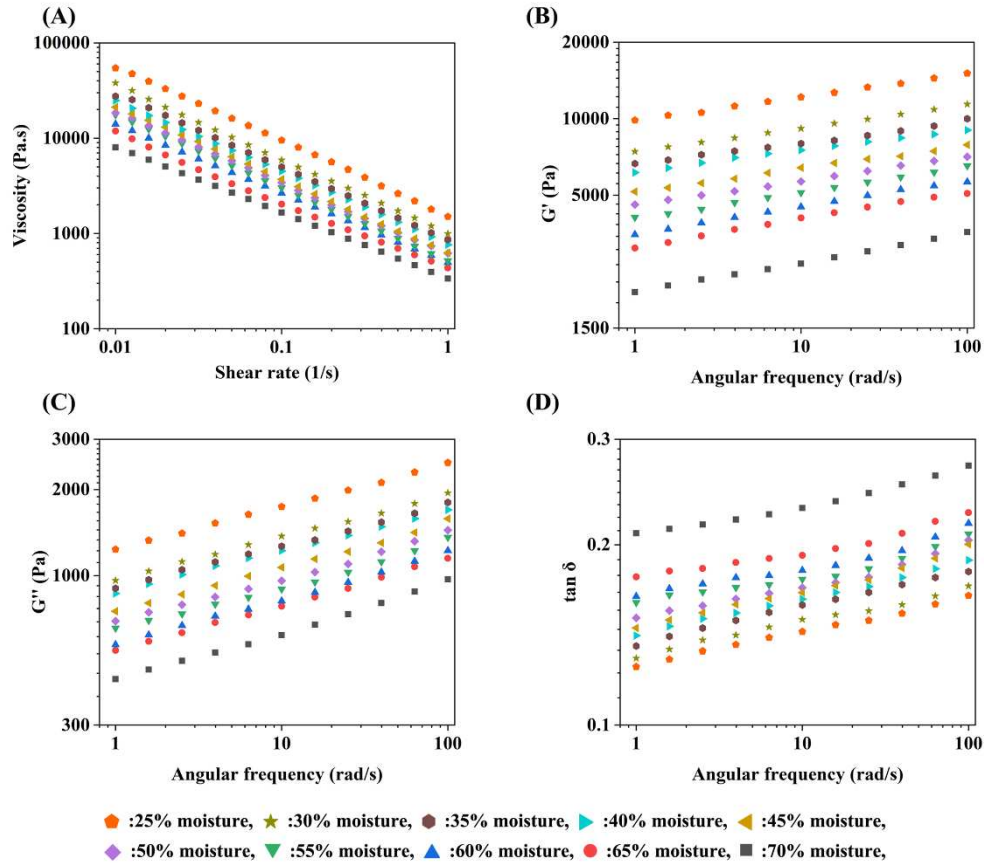 (A)
Viscosity (Pa.s)
100000
10000
1000
100
0.01
0.1
1
Shear rate (1/s)
(B)
G' (Pa)
20000
10000
5000
1500
1
10
100
Angular frequency (rad/s)
(C)
G'' (Pa)
3000
2000
1000
300
1
10
100
Angular frequency (rad/s)
(D)
tan δ
0.3
0.2
0.1
1
10
100
Angular frequency (rad/s)
:25% moisture, :30% moisture, :35% moisture, :40% moisture, :45% moisture,
:50% moisture, :55% moisture, :60% moisture, :65% moisture, :70% moisture,